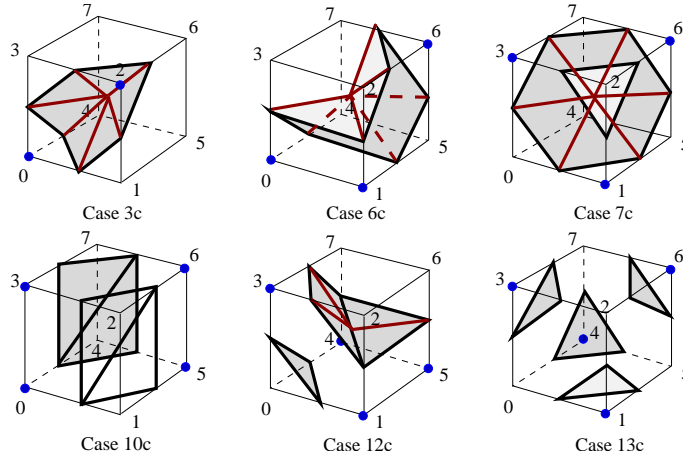 7 6 3 2 4 5 0 1
Case 3c
7 6 6 2 4 5 0 1
Case 6c
7 6 3 2 4 5 0 1
Case 7c
7 6 3 2 4 5 0 1
Case 10c
7 6 3 2 4 5 0 1
Case 12c
7 6 3 2 4 0 1
Case 13c